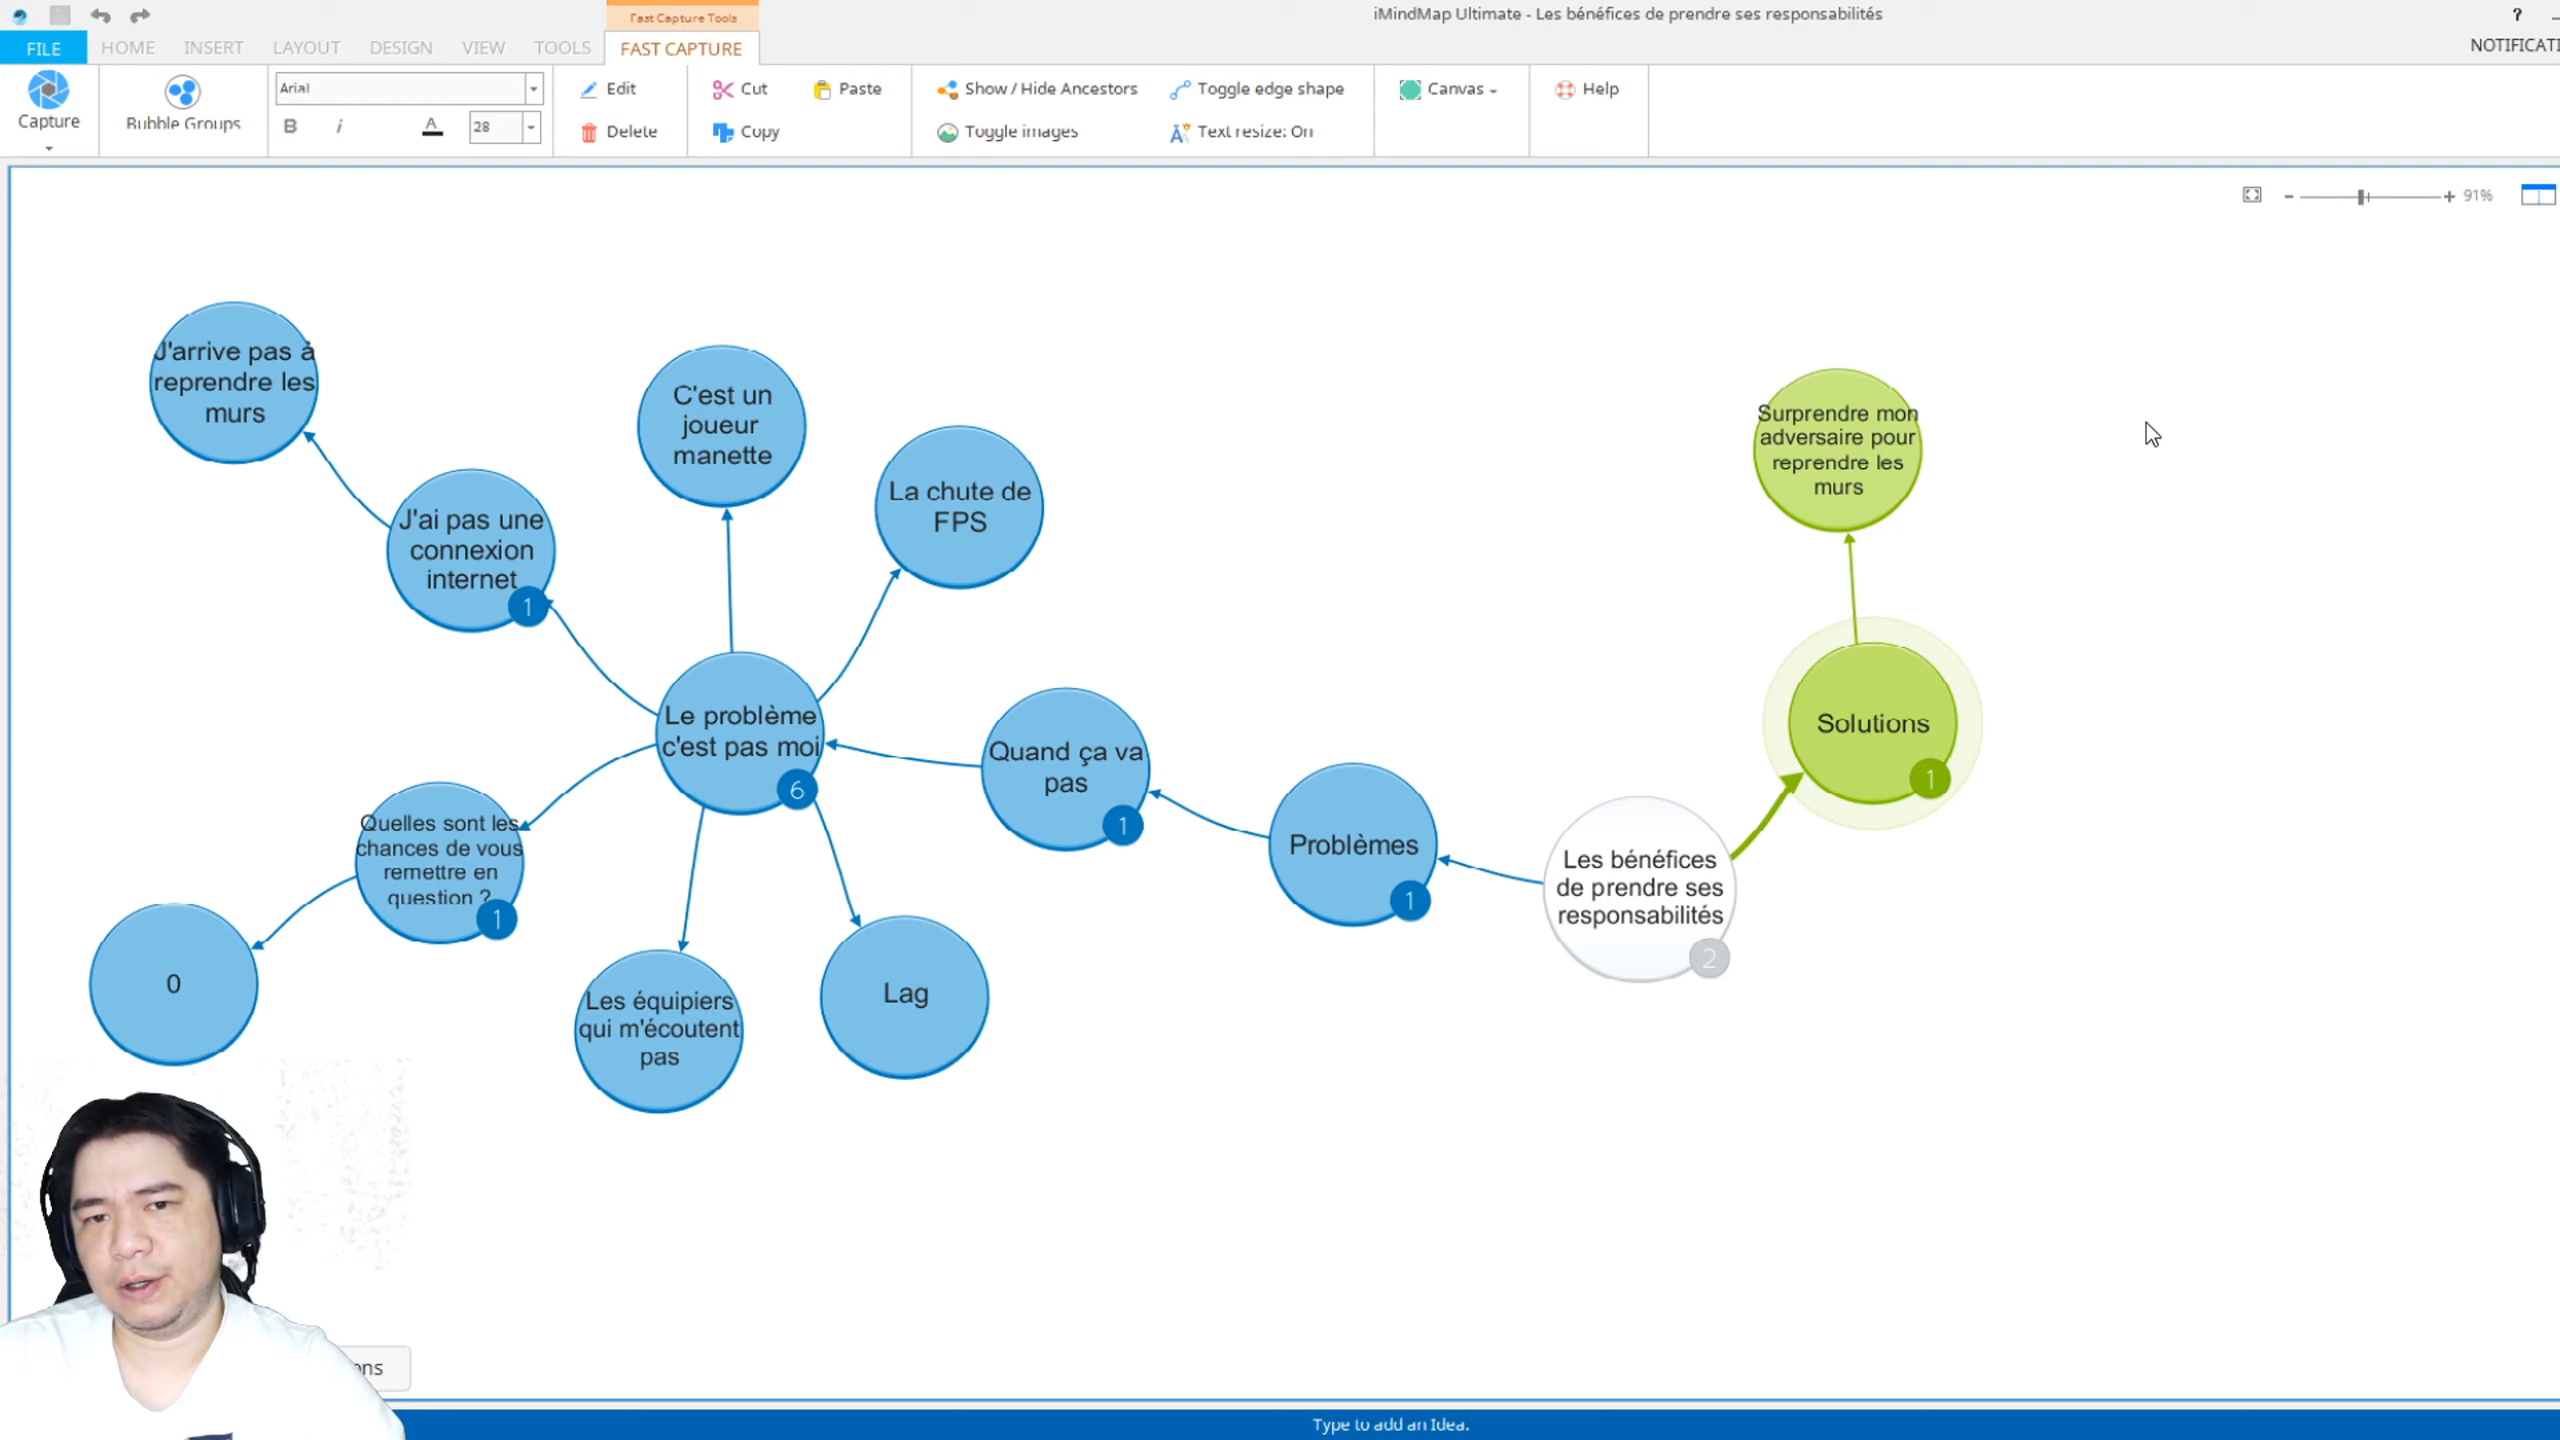 Fast Capture Tools
iMindMap Ultimate - Les bénéfices de prendre ses responsabilités
?
FILE
HOME
INSERT
LAYOUT
DESIGN
VIEW
TOOLS
FAST CAPTURE
NOTIFICATI
Capture
Bubble Groups
Arial
B
i
A
28
Edit
Delete
Cut
Copy
Paste
Show / Hide Ancestors
Toggle images
Toggle edge shape
Text resize: On
Canvas
Help
91%
J'arrive pas à
reprendre les
murs
C'est un
joueur
manette
La chute de
FPS
J'ai pas une
connexion
internet
1
Surprendre mon
adversaire pour
reprendre les
murs
Le problème
c'est pas moi
6
Quand ça va
pas
1
Solutions
1
Problèmes
1
Les bénéfices
de prendre ses
responsabilités
2
Quelles sont les
chances de vous
remettre en
question ?
1
0
Les équipiers
qui m'écoutent
pas
Lag
ons
Type to add an Idea.